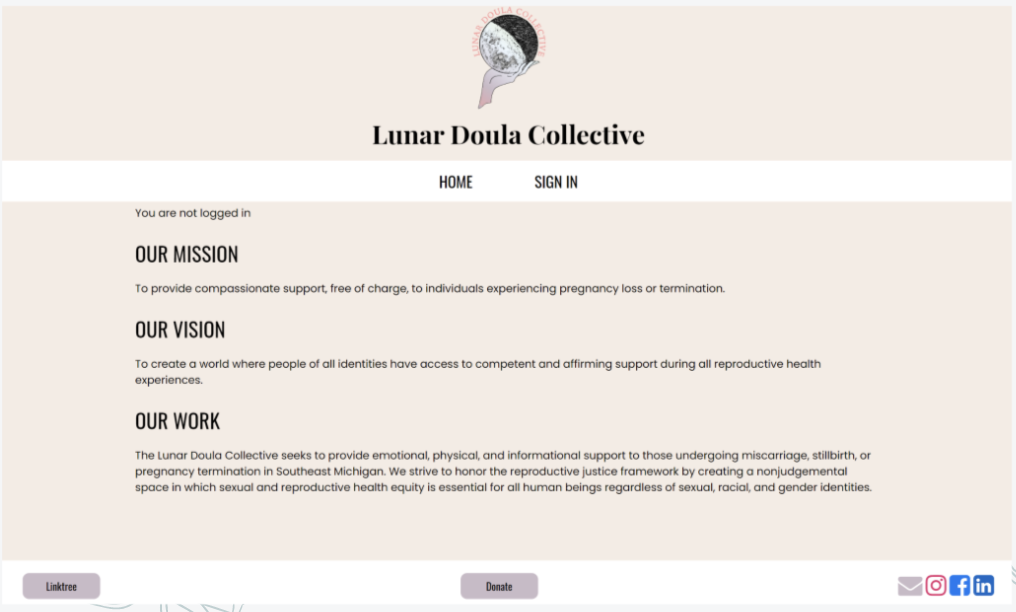 LUNAR DOULA COLLECTIVE
Lunar Doula Collective
HOME SIGN IN
You are not logged in
OUR MISSION
To provide compassionate support, free of charge, to individuals experiencing pregnancy loss or termination.
OUR VISION
To create a world where people of all identities have access to competent and affirming support during all reproductive health
experiences.
OUR WORK
The Lunar Doula Collective seeks to provide emotional, physical, and informational support to those undergoing miscarriage, stillbirth, or
pregnancy termination in Southeast Michigan. We strive to honor the reproductive justice framework by creating a nonjudgemental
space in which sexual and reproductive health equity is essential for all human beings regardless of sexual, racial, and gender identities.
Linktree Donate